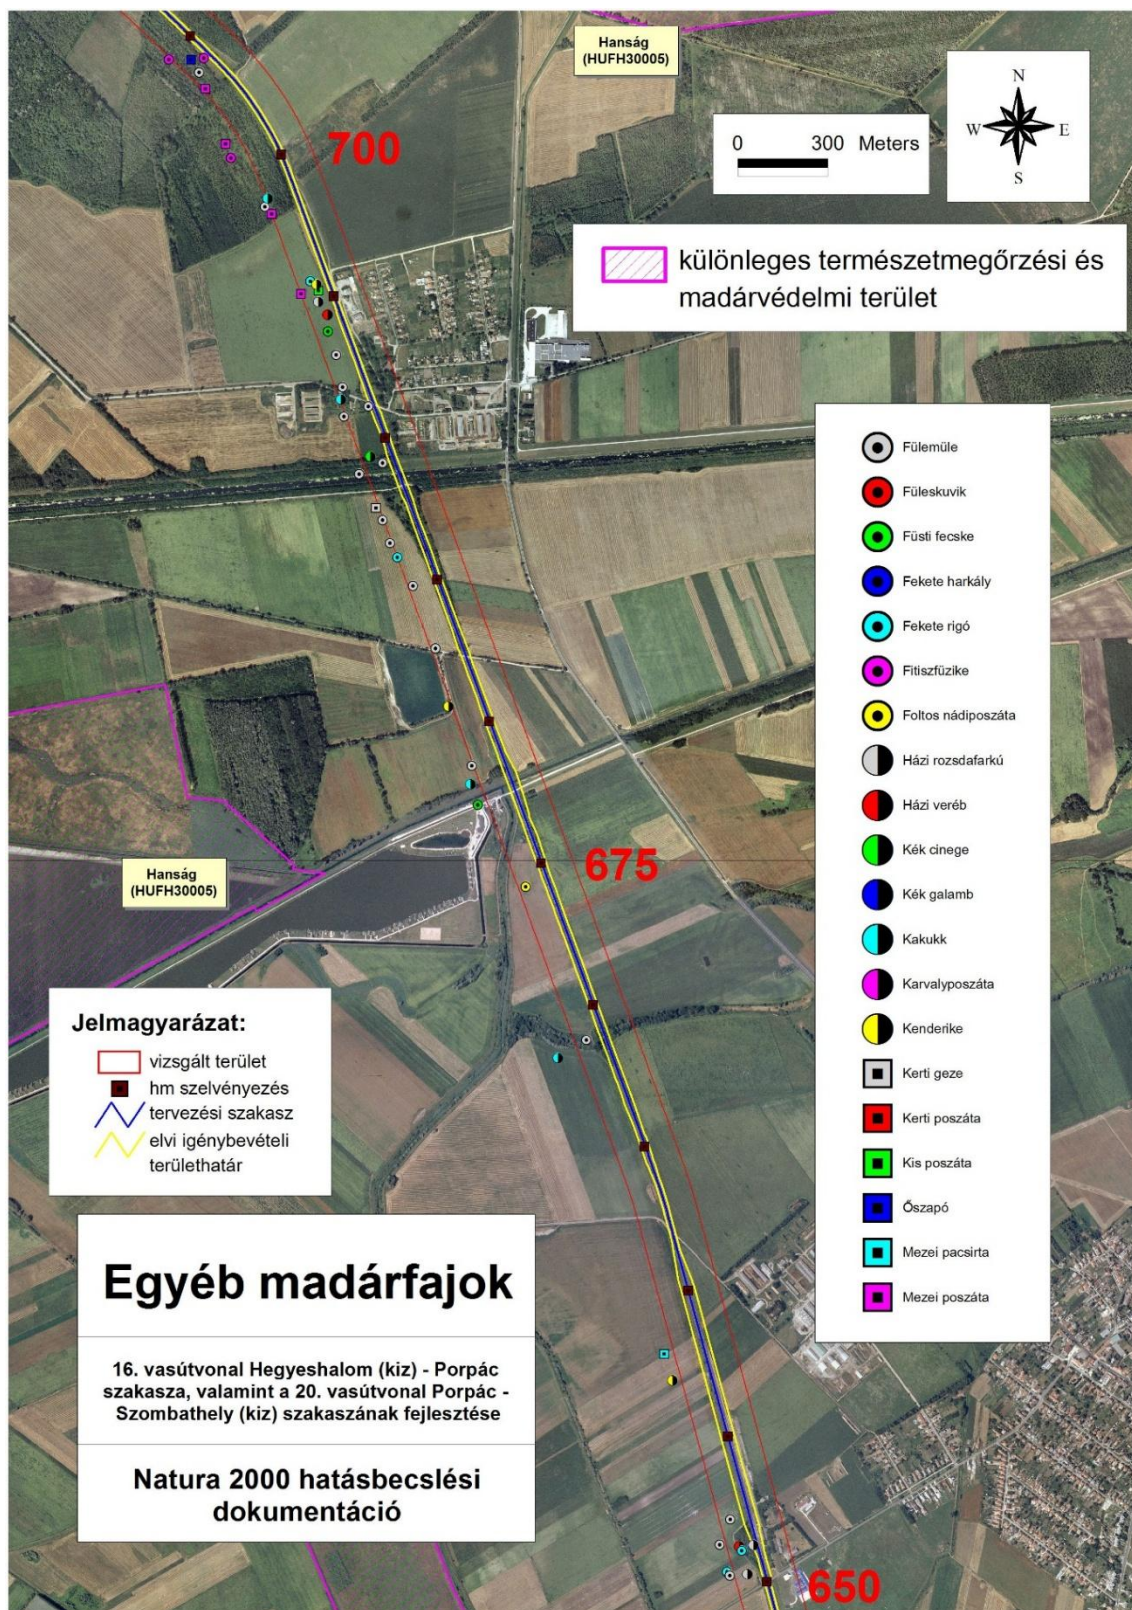 Hanság
(HUFH30005)
N
W E
S
0 300 Meters
700
különleges természetmegőrzési és
madárvédelmi terület
Fülemüle
Füleskuvik
Füsti fecske
Fekete harkály
Fekete rigó
Fitiszfüzike
Foltos nádiposzáta
Házi rozsdafarkú
Házi veréb
Kék cinege
Kék galamb
Kakukk
Karvalyposzáta
Kenderike
Kerti geze
Kerti poszáta
Kis poszáta
Őszapó
Mezei pacsirta
Mezei poszáta
675
Hanság
(HUFH30005)
Jelmagyarázat:
vizsgált terület
hm szelvényezés
tervezési szakasz
elvi igénybevételi
területhatár
Egyéb madárfajok
16. vasútvonal Hegyeshalom (kiz) - Porpác
szakasza, valamint a 20. vasútvonal Porpác -
Szombathely (kiz) szakaszának fejlesztése
Natura 2000 hatásbecslési
dokumentáció
650